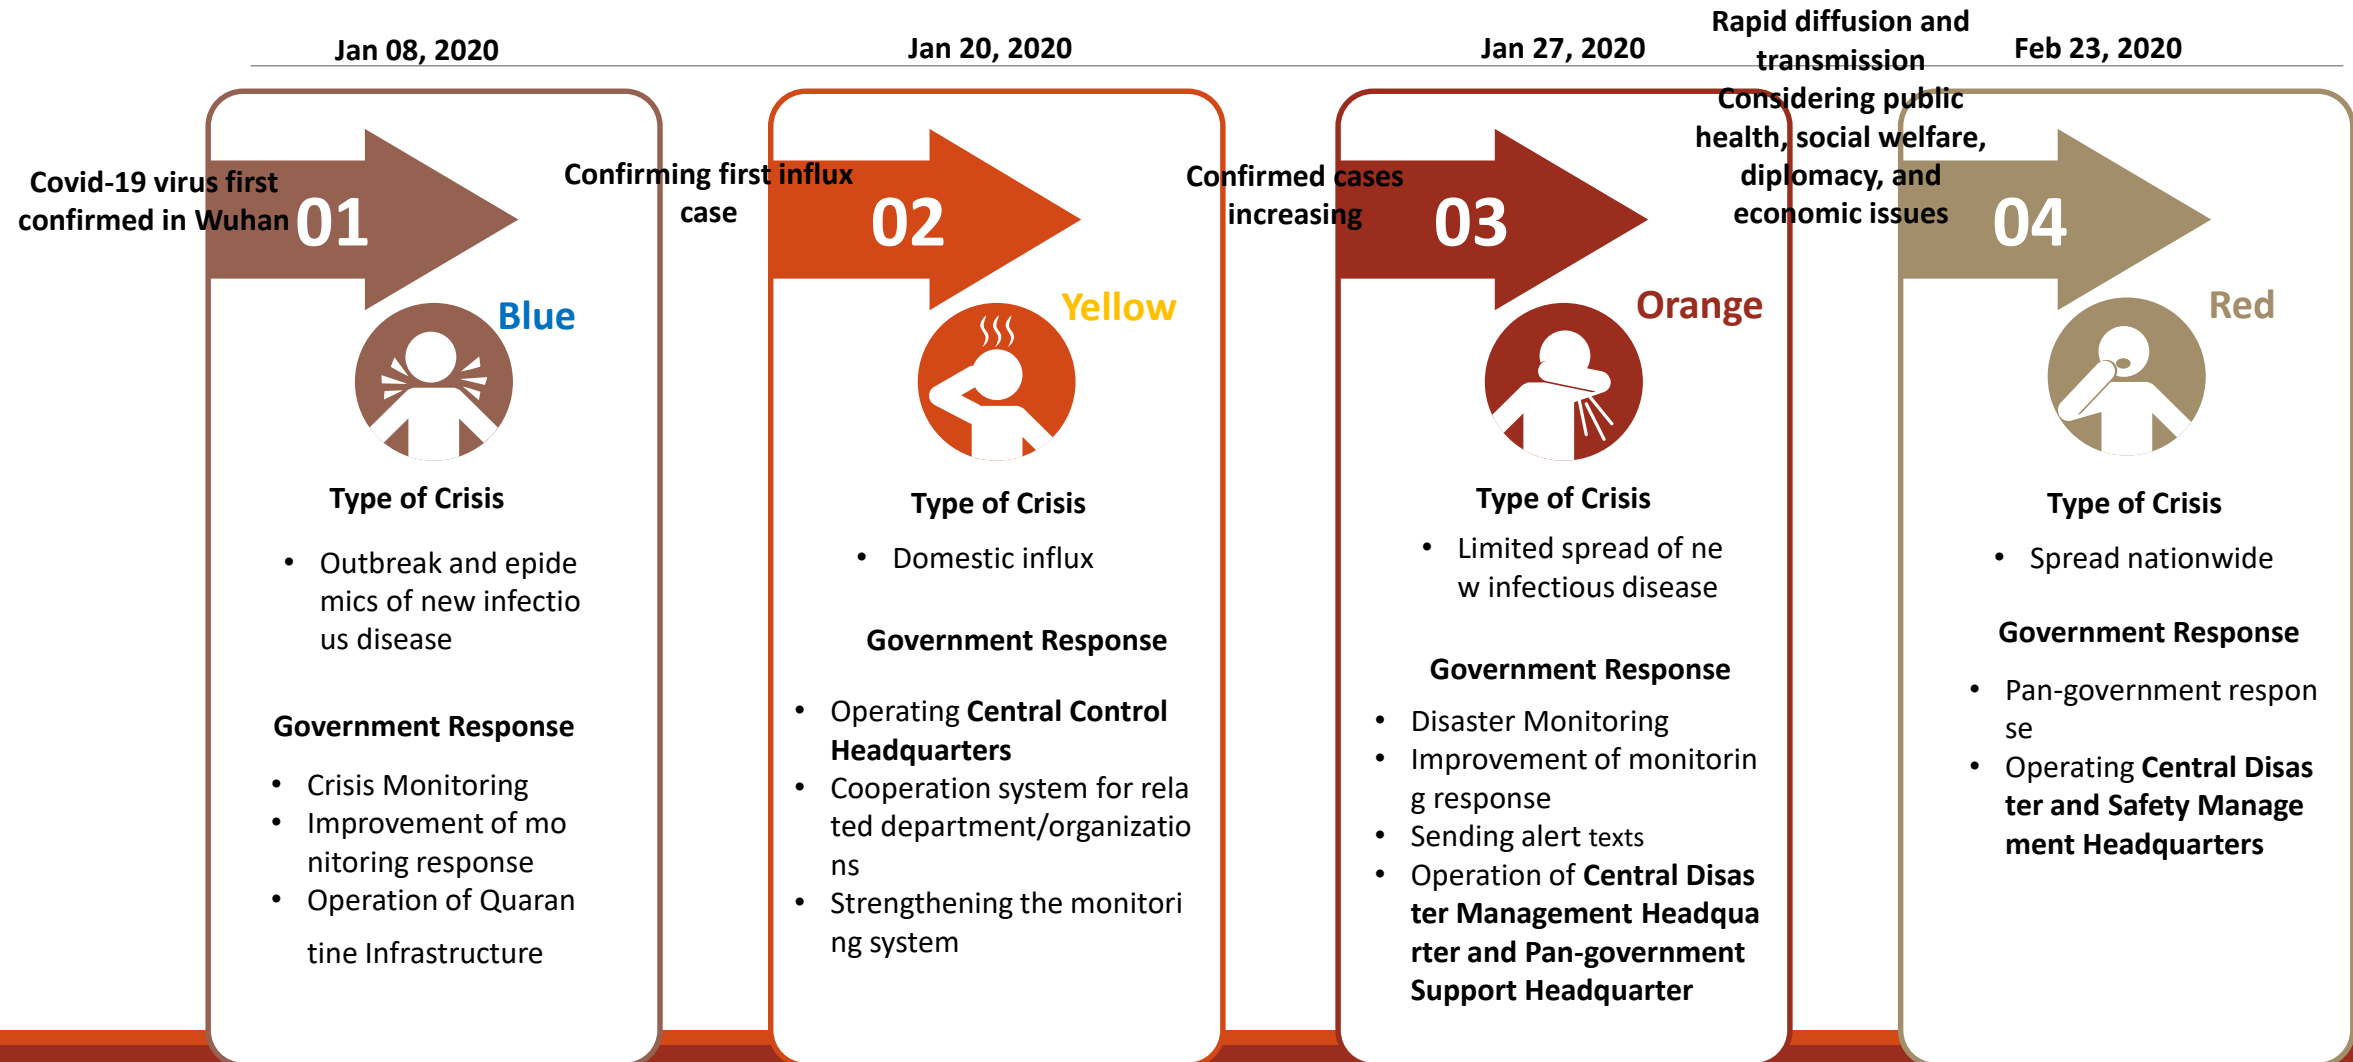 Jan 08, 2020
Covid-19 virus first
confirmed in Wuhan
01
Blue
Type of Crisis
• Outbreak and epide
mics of new infectio
us disease
Government Response
• Crisis Monitoring
• Improvement of mo
nitoring response
• Operation of Quaran
tine Infrastructure
Jan 20, 2020
Confirming first influx
case
02
Yellow
Type of Crisis
• Domestic influx
Government Response
• Operating Central Control
Headquarters
• Cooperation system for rela
ted department/organizatio
ns
• Strengthening the monitori
ng system
Jan 27, 2020
Confirmed cases
increasing
03
Orange
Type of Crisis
• Limited spread of ne
w infectious disease
Government Response
• Disaster Monitoring
• Improvement of monitorin
g response
• Sending alert texts
• Operation of Central Disas
ter Management Headqua
rter and Pan-government
Support Headquarter
Rapid diffusion and
transmission
Considering public
health, social welfare,
diplomacy, and
economic issues
Feb 23, 2020
04
Red
Type of Crisis
• Spread nationwide
Government Response
• Pan-government respon
se
• Operating Central Disas
ter and Safety Manage
ment Headquarters